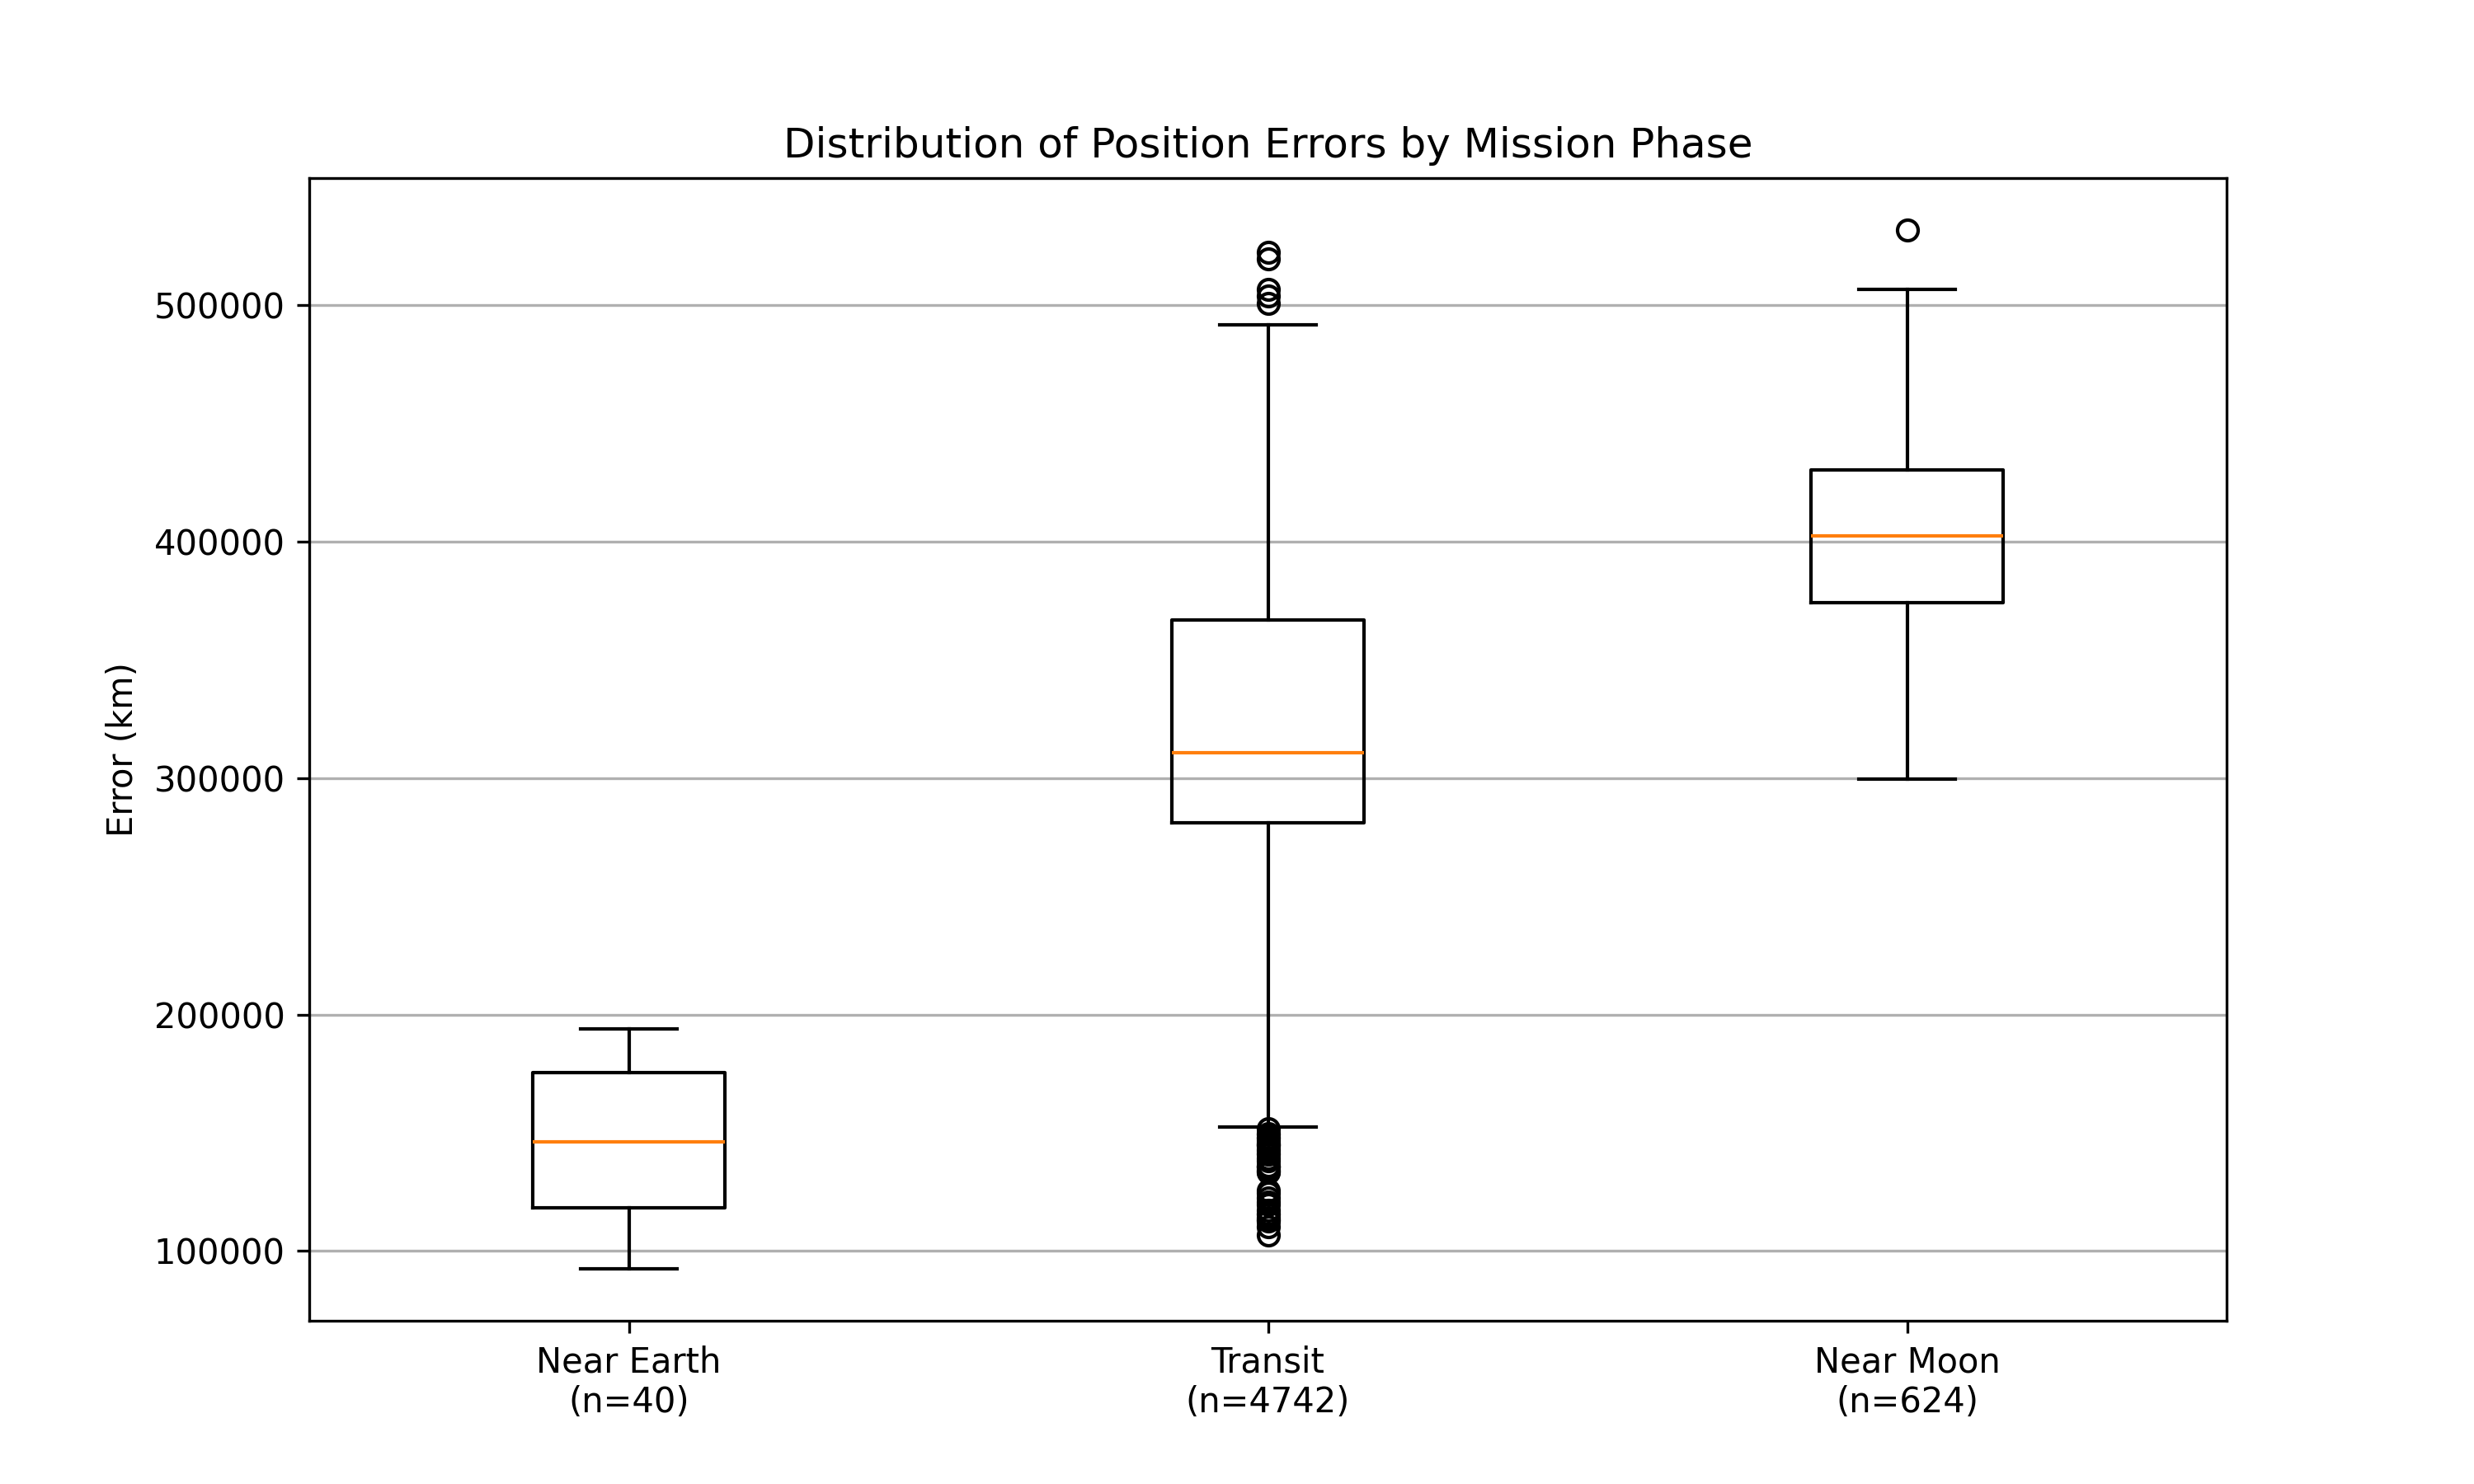 Distribution of Position Errors by Mission Phase
Error (km)
500000
400000
300000
200000
100000
Near Earth
(n=40)
Transit
(n=4742)
Near Moon
(n=624)